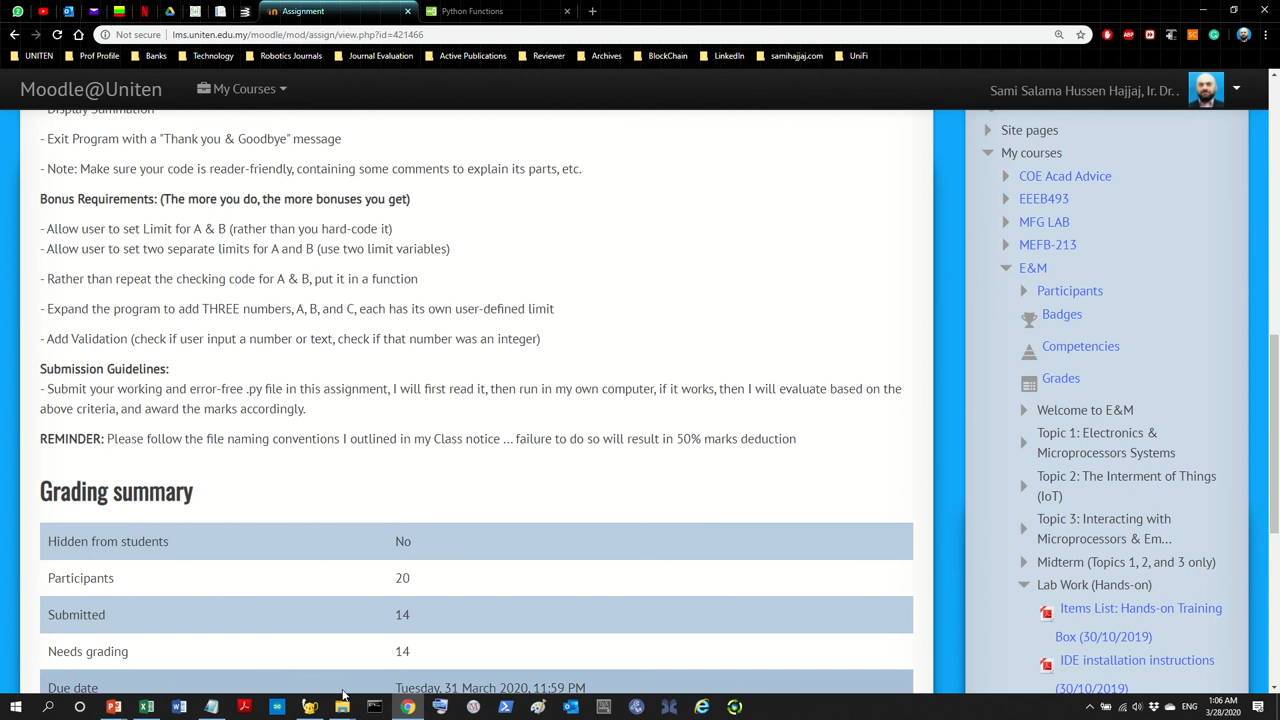 Assignment
Python Functions
Not secure
lms.uniten.edu.my/moodle/mod/assign/view.php?id=421466
UNITEN
Prof Profile
Banks
Technology
Robotics Journals
Journal Evaluation
Active Publications
Reviewer
Archives
BlockChain
LinkedIn
samihajjaj.com
UniFi
Moodle@Uniten
My Courses
Sami Salama Hussen Hajjaj, Ir. Dr. .
- Display Summation
- Exit Program with a "Thank you & Goodbye" message
- Note: Make sure your code is reader-friendly, containing some comments to explain its parts, etc.
Bonus Requirements: (The more you do, the more bonuses you get)
- Allow user to set Limit for A & B (rather than you hard-code it)
- Allow user to set two separate limits for A and B (use two limit variables)
- Rather than repeat the checking code for A & B, put it in a function
- Expand the program to add THREE numbers, A, B, and C, each has its own user-defined limit
- Add Validation (check if user input a number or text, check if that number was an integer)
Submission Guidelines:
- Submit your working and error-free .py file in this assignment, I will first read it, then run in my own computer, if it works, then I will evaluate based on the
above criteria, and award the marks accordingly.
REMINDER: Please follow the file naming conventions I outlined in my Class notice ... failure to do so will result in 50% marks deduction
Grading summary
Hidden from students No
Participants 20
Submitted 14
Needs grading 14
Due date Tuesday, 31 March 2020, 11:59 PM
Site pages
My courses
COE Acad Advice
EEEB493
MFG LAB
MEFB-213
E&M
Participants
Badges
Competencies
Grades
Welcome to E&M
Topic 1: Electronics &
Microprocessors Systems
Topic 2: The Interment of Things
(IoT)
Topic 3: Interacting with
Microprocessors & Em...
Midterm (Topics 1, 2, and 3 only)
Lab Work (Hands-on)
Items List: Hands-on Training
Box (30/10/2019)
IDE installation instructions
(30/10/2019)
ENG
1:06 AM
3/28/2020